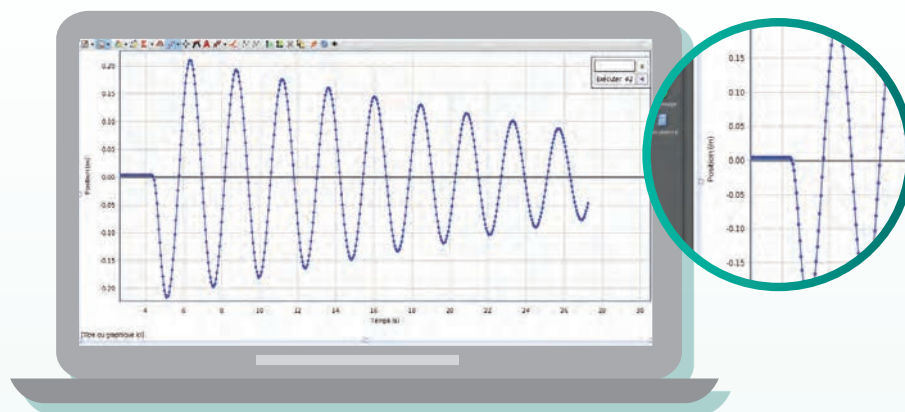 0.20
Exécuter #2
0.15
0.10
0.05
0.00
-0.05
-0.10
-0.15
0.20
Position (m)
4 6 8 10 12 14 16 18 20 22 24 26 28 30
Temps (s)
[Titre du graphique ici]
0.15
0.10
0.05
0.00
-0.05
-0.10
-0.15
Position (m)